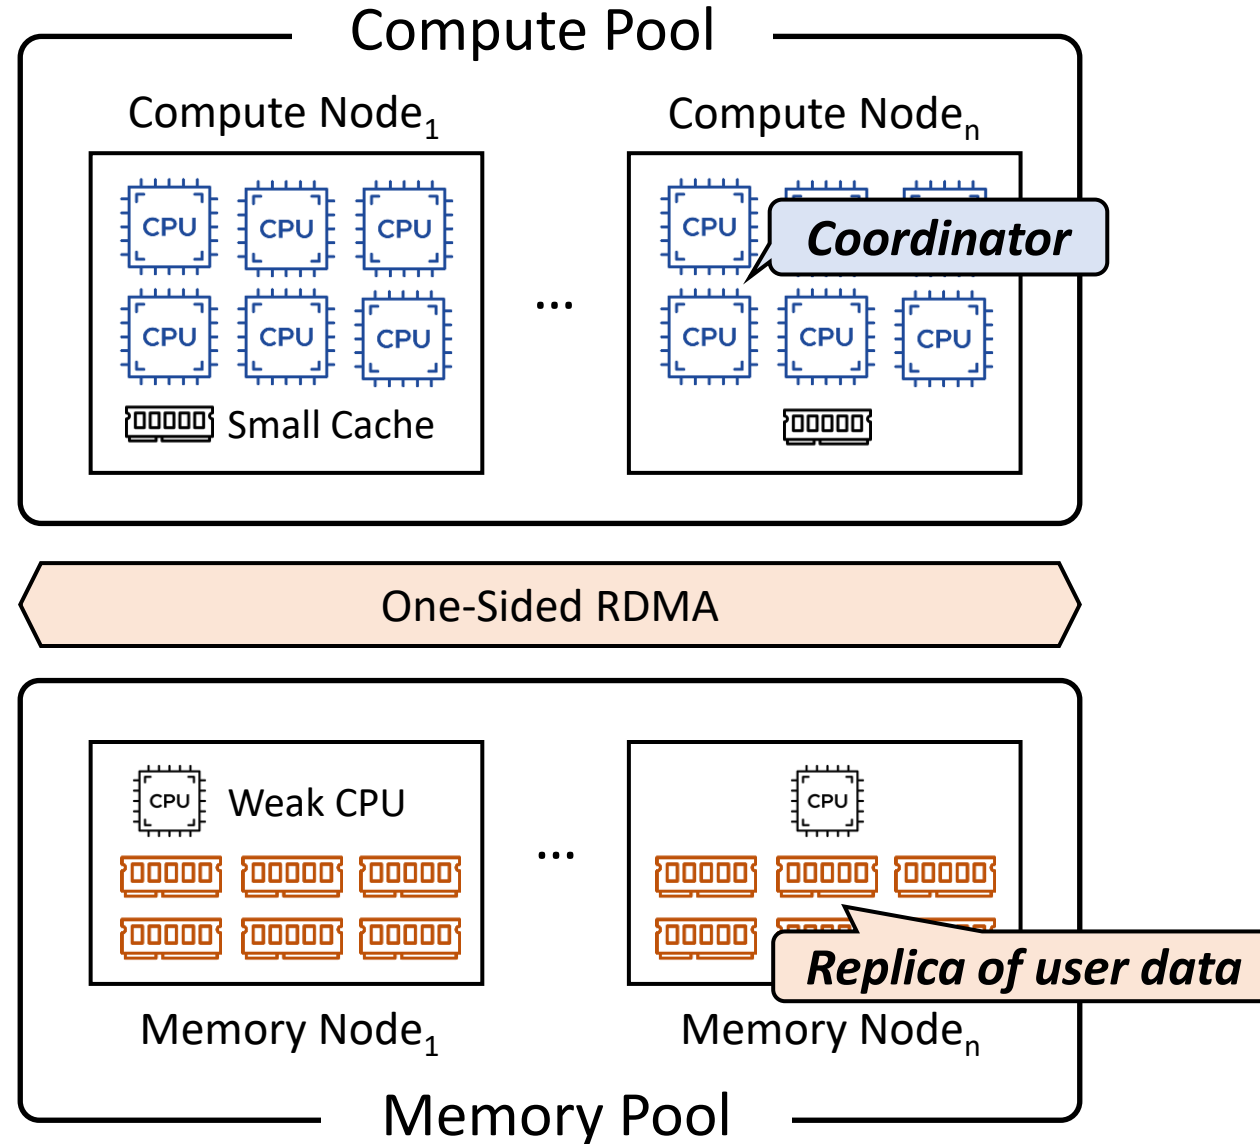 Compute Pool
Compute Node₁
Compute Nodeₙ
CPU CPU CPU
CPU
Coordinator
...
CPU CPU CPU
CPU CPU CPU
Small Cache
One-Sided RDMA
CPU Weak CPU
CPU
...
Replica of user data
Memory Node₁
Memory Nodeₙ
Memory Pool